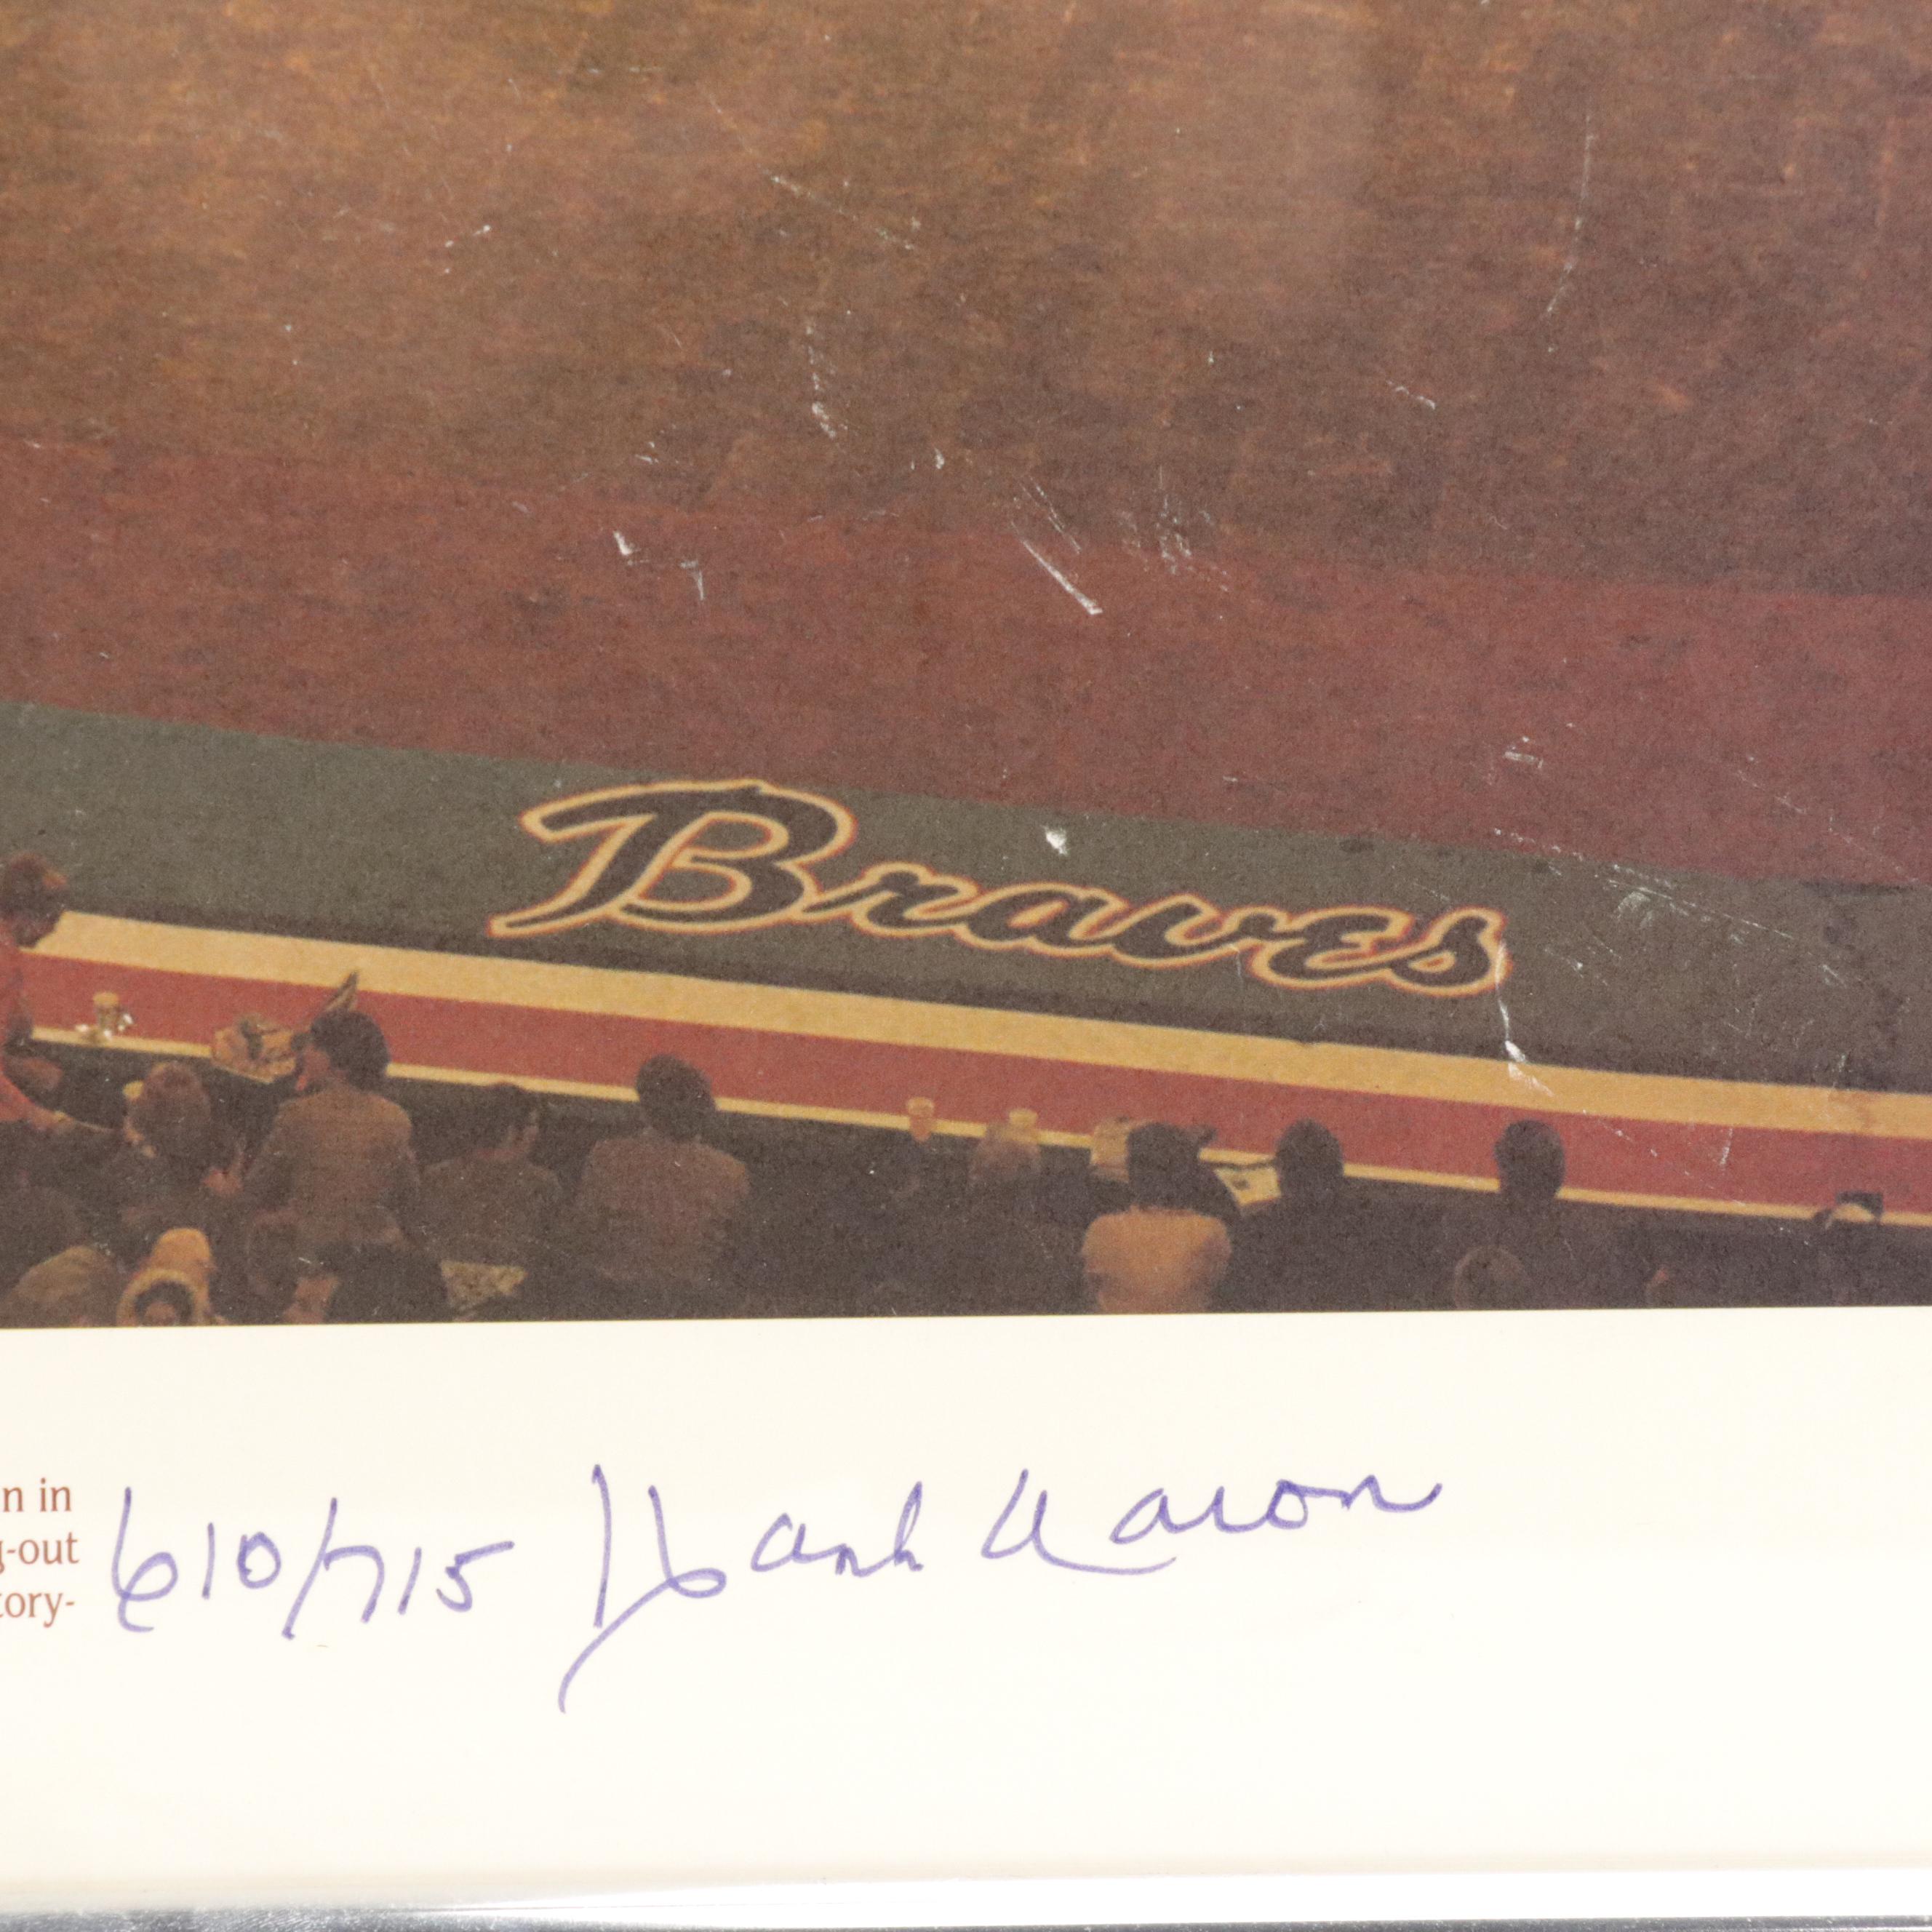 Braves
n in
g-out
tory-
610/715 Hank Aaron